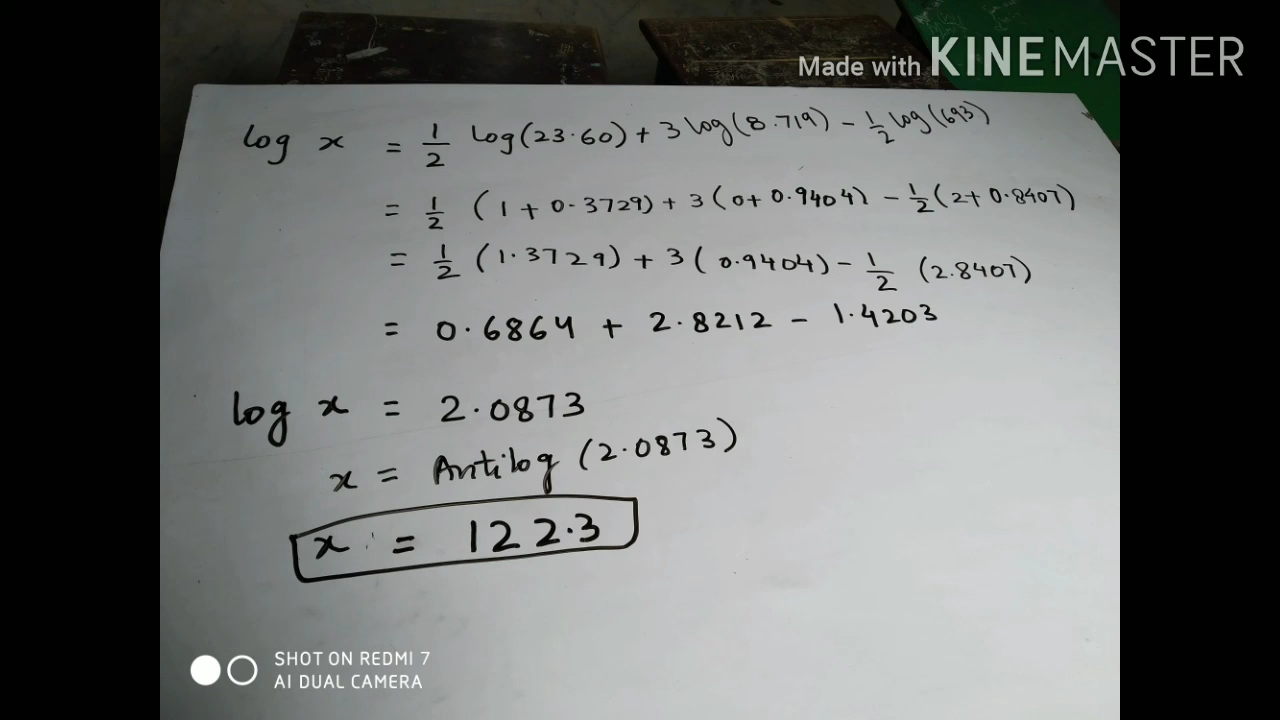 Made with KINEMASTER
log x = 1/2 log(23.60) + 3 log(8.719) - 1/2 log(693)
= 1/2 (1 + 0.3729) + 3 (0 + 0.9404) - 1/2 (2 + 0.8407)
= 1/2 (1.3729) + 3 (0.9404) - 1/2 (2.8407)
= 0.6864 + 2.8212 - 1.4203
log x = 2.0873
x = Antilog (2.0873)
x = 122.3
SHOT ON REDMI 7
AI DUAL CAMERA